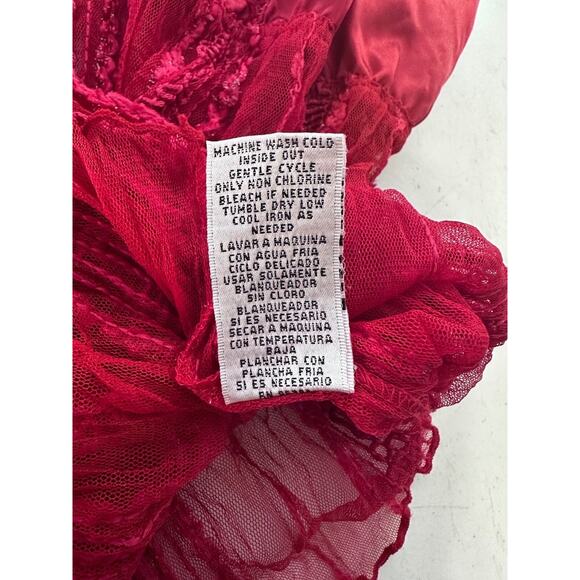 MACHINE WASH COLD
INSIDE OUT
GENTLE CYCLE
ONLY NON CHLORINE
BLEACH IF NEEDED
TUMBLE DRY LOW
COOL IRON AS
NEEDED
LAVAR A MAQUINA
CON AGUA FRIA
CICLO DELICADO
USAR SOLAMENTE
BLANQUEADOR
SIN CLORO
BLANQUEADOR
SI ES NECESARIO
SECAR A MAQUINA
CON TEMPERATURA
BAJA
PLANCHAR CON
PLANCHA FRIA
SI ES NECESARIO